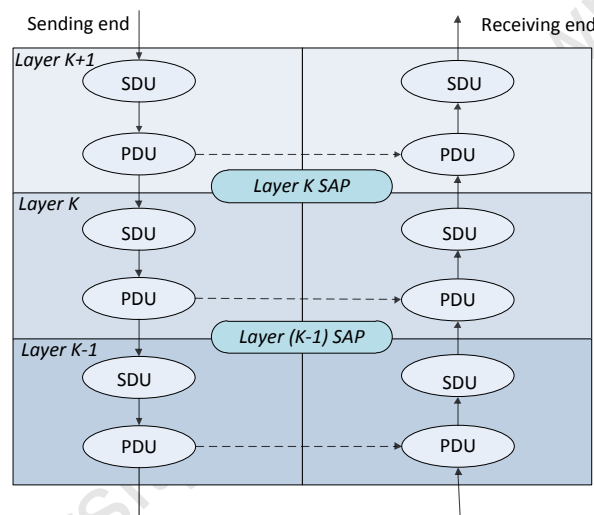 Sending end
Receiving end
Layer K+1
SDU
SDU
PDU
PDU
Layer K SAP
Layer K
SDU
SDU
PDU
PDU
Layer (K-1) SAP
Layer K-1
SDU
SDU
PDU
PDU